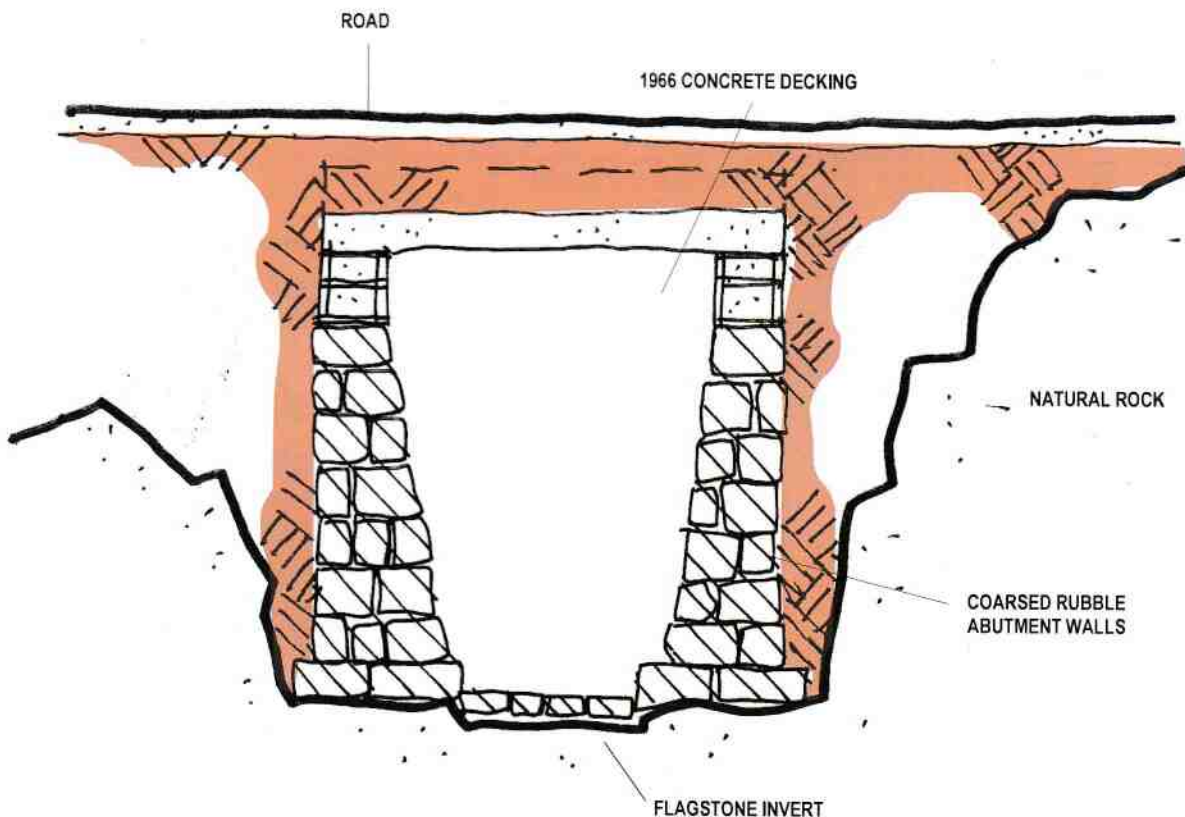 ROAD
1966 CONCRETE DECKING
NATURAL ROCK
COARSED RUBBLE
ABUTMENT WALLS
FLAGSTONE INVERT